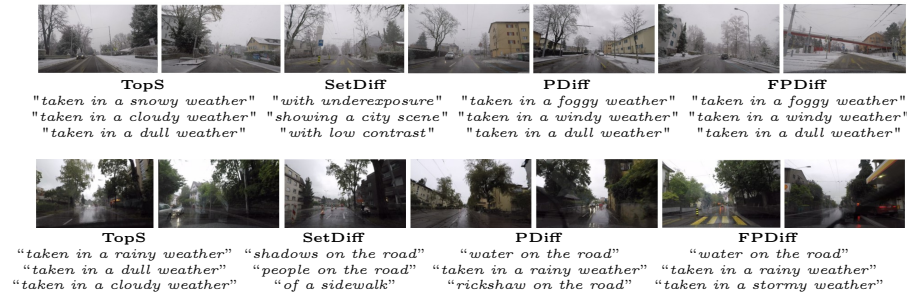 TopS SetDiff PDiff FPDiff
"taken in a snowy weather" "with underexposure" "taken in a foggy weather" "taken in a foggy weather"
"taken in a cloudy weather" "showing a city scene" "taken in a windy weather" "taken in a windy weather"
"taken in a dull weather" "with low contrast" "taken in a dull weather" "taken in a dull weather"
TopS SetDiff PDiff FPDiff
“taken in a rainy weather” “shadows on the road” “water on the road” “water on the road”
“taken in a dull weather” “people on the road” “taken in a rainy weather” “taken in a rainy weather”
“taken in a cloudy weather” “of a sidewalk” “rickshaw on the road” “taken in a stormy weather”